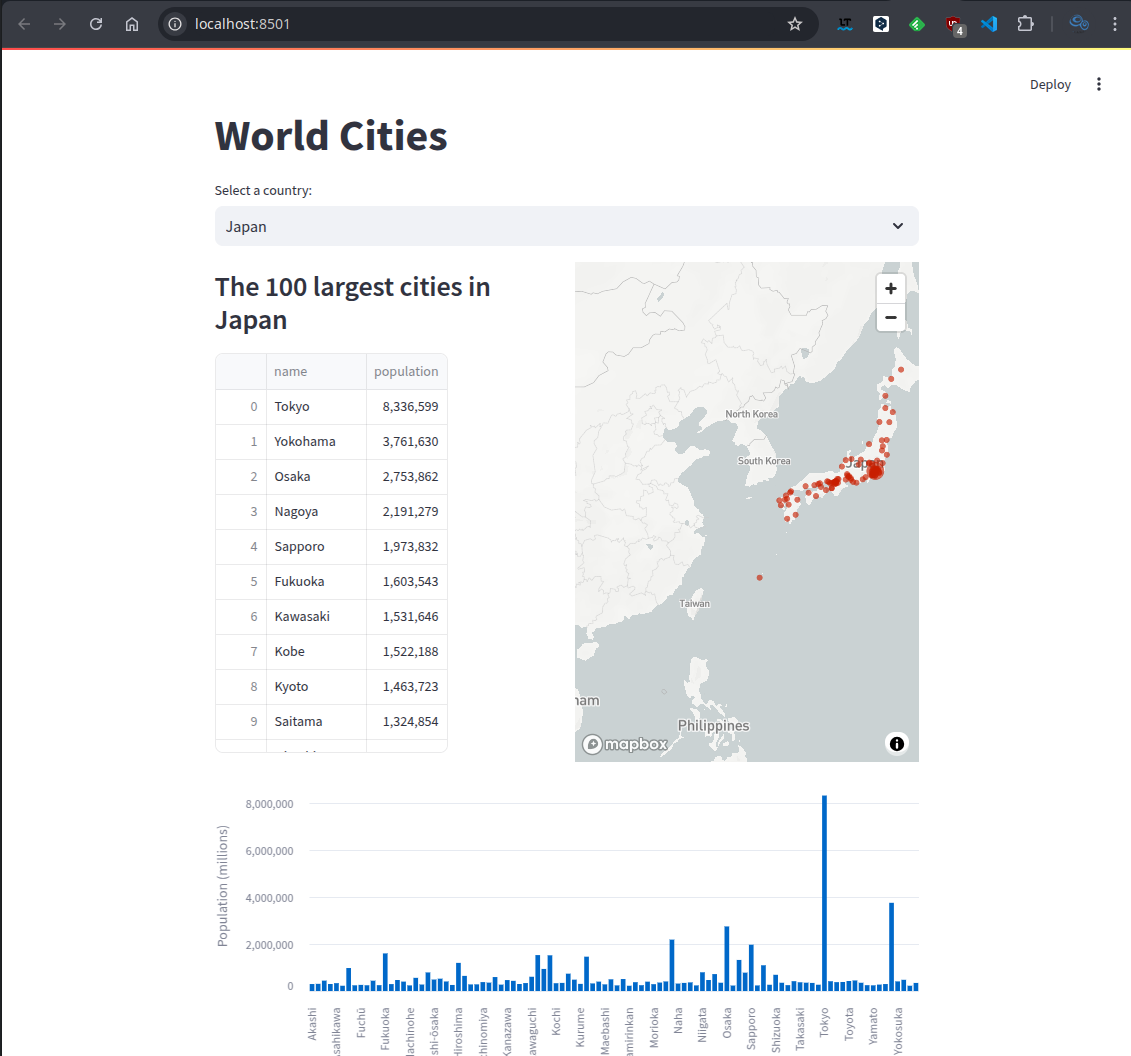 localhost:8501
4
Deploy
World Cities
Select a country:
Japan
The 100 largest cities in
Japan
name population
0 Tokyo 8,336,599
1 Yokohama 3,761,630
2 Osaka 2,753,862
3 Nagoya 2,191,279
4 Sapporo 1,973,832
5 Fukuoka 1,603,543
6 Kawasaki 1,531,646
7 Kobe 1,522,188
8 Kyoto 1,463,723
9 Saitama 1,324,854
North Korea
South Korea
Japan
Taiwan
nam
Philippines
mapbox
Population (millions)
8,000,000
6,000,000
4,000,000
2,000,000
0
Akashi
sahikawa
Fuchū
Fukuoka
lachinohe
shi-ōsaka
Hiroshima
chinomiya
Kanazawa
awaguchi
Kochi
Kurume
Maebashi
amirinkan
Morioka
Naha
Niigata
Osaka
Sapporo
Shizuoka
Takasaki
Tokyo
Toyota
Yamato
Yokosuka